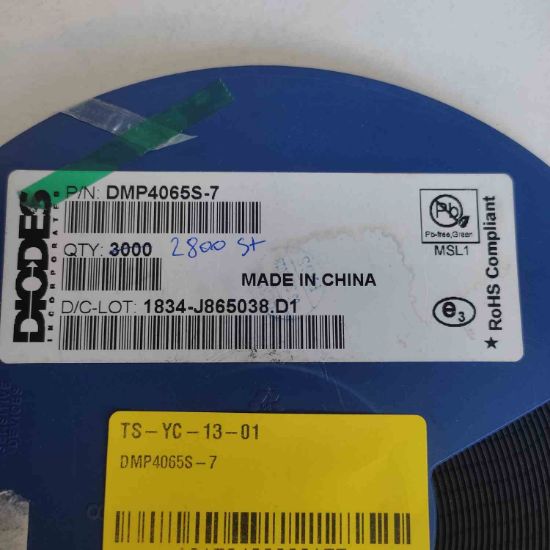 DIODES
INCORPORATED
P/N: DMP4065S-7
QTY: 3000 2800 st
MADE IN CHINA
D/C-LOT: 1834-J865038.D1
Pb
Pb-free,Green
MSL1
e3
★ RoHS Compliant
TS-YC-13-01
DMP4065S-7